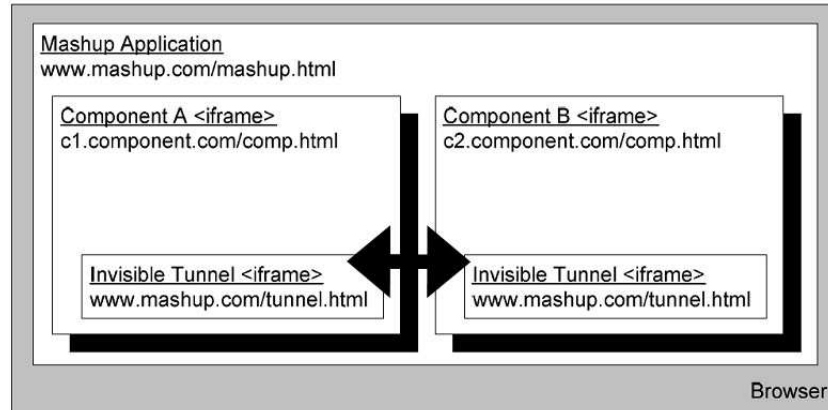 Mashup Application
www.mashup.com/mashup.html
Component A <iframe>
c1.component.com/comp.html
Invisible Tunnel <iframe>
www.mashup.com/tunnel.html
Component B <iframe>
c2.component.com/comp.html
Invisible Tunnel <iframe>
www.mashup.com/tunnel.html
Browser